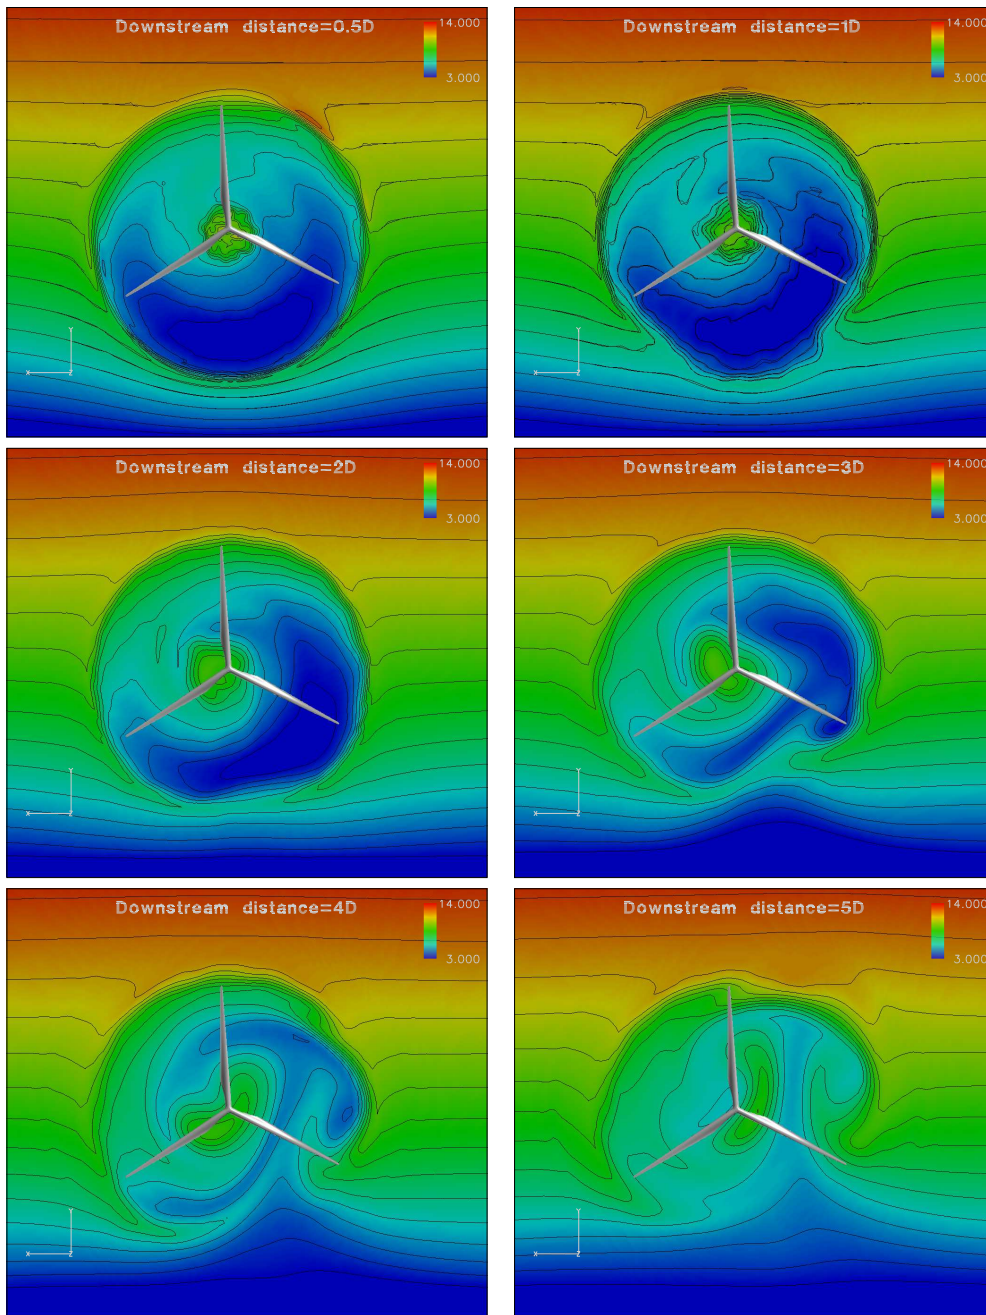 Downstream distance=0.5D
14.000
3.000
Y
X
Z
Downstream distance=1D
14.000
3.000
Y
X
Z
Downstream distance=2D
14.000
3.000
Y
X
Z
Downstream distance=3D
14.000
3.000
Y
X
Z
Downstream distance=4D
14.000
3.000
Y
X
Z
Downstream distance=5D
14.000
3.000
Y
X
Z